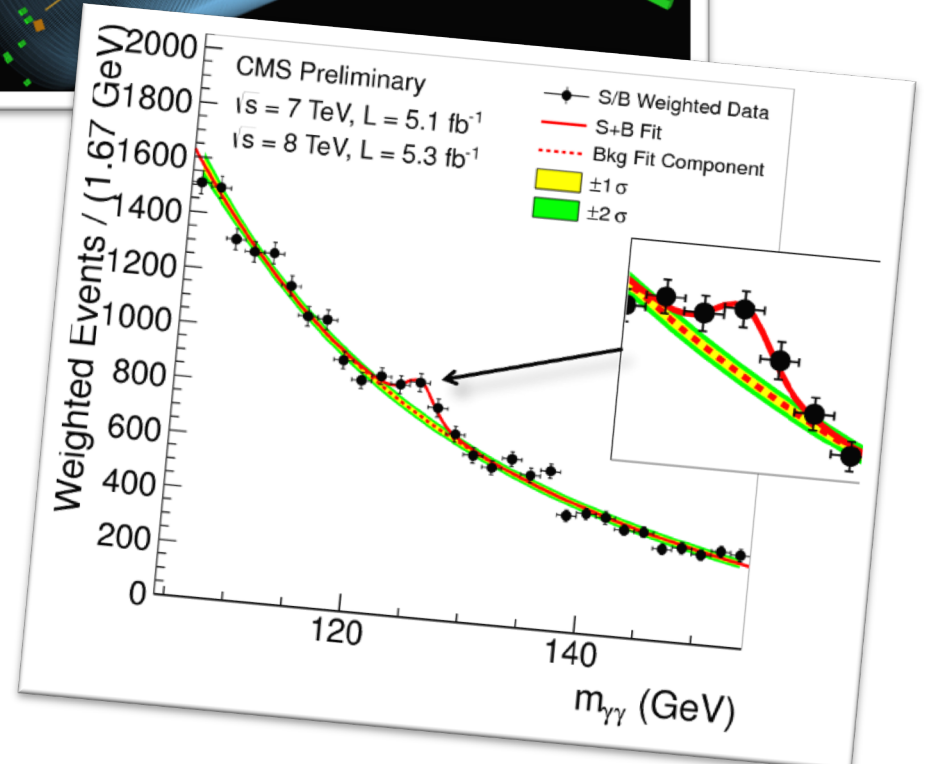 2000
1800
1600
1400
1200
1000
800
600
400
200
0
Weighted Events / (1.67 GeV)
CMS Preliminary
√s = 7 TeV, L = 5.1 fb⁻¹
√s = 8 TeV, L = 5.3 fb⁻¹
S/B Weighted Data
S+B Fit
Bkg Fit Component
±1 σ
±2 σ
120
140
mγγ (GeV)